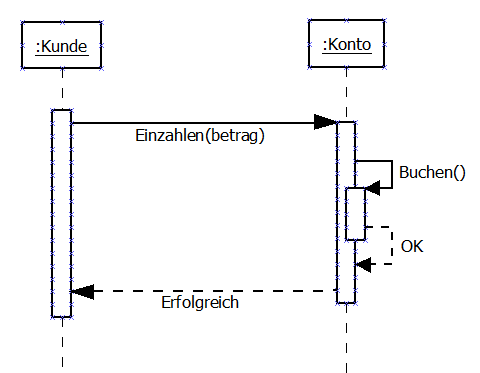 :Kunde
:Konto
Einzahlen(betrag)
Buchen()
OK
Erfolgreich